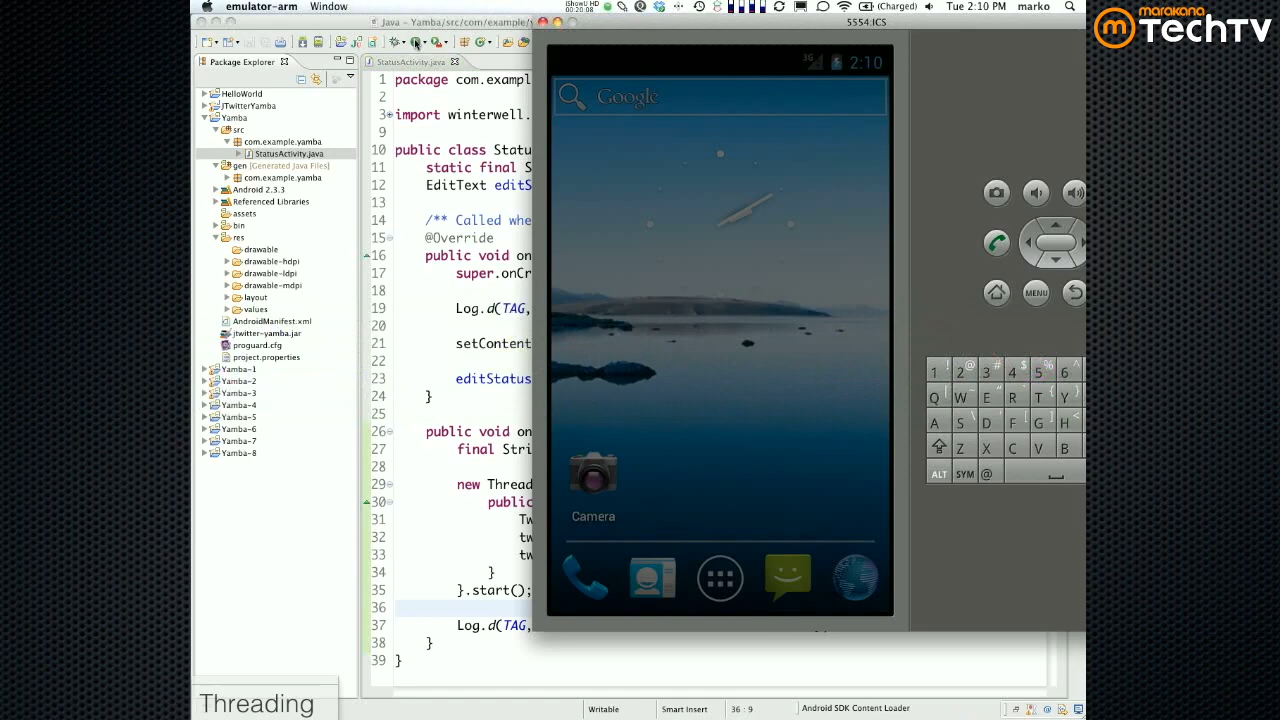 emulator-arm Window
iShowU HD
00:20:08
(Charged) Tue 2:10 PM marko
Java - Yamba/src/com/example/y
5554:ICS
marakana
TechTV
Package Explorer
StatusActivity.java
HelloWorld
JTwitterYamba
Yamba
src
com.example.yamba
StatusActivity.java
gen [Generated Java Files]
com.example.yamba
Android 2.3.3
Referenced Libraries
assets
bin
res
drawable
drawable-hdpi
drawable-ldpi
drawable-mdpi
layout
values
AndroidManifest.xml
jtwitter-yamba.jar
proguard.cfg
project.properties
Yamba-1
Yamba-2
Yamba-3
Yamba-4
Yamba-5
Yamba-6
Yamba-7
Yamba-8
1 package com.examp
2
3 import winterwell.
9
10 public class Statu
11 static final S
12 EditText editS
13
14 /** Called whe
15 @Override
16 public void on
17 super.onCr
18
19 Log.d(TAG,
20
21 setContent
22
23 editStatus
24 }
25
26 public void on
27 final Stri
28
29 new Thread
30 public
31 Tw
32 tw
33 tw
34 }
35 }.start();
36
37 Log.d(TAG,
38 }
39 }
3G 2:10
Google
Camera
MENU
1 ! 2 @ 3 # 4 $ 5 % 6 ^
Q W ~ E " R T { Y }
A S \ D ' F [ G ] H <
Z X C V B
ALT SYM @
Threading
Writable Smart Insert 36 : 9 Android SDK Content Loader